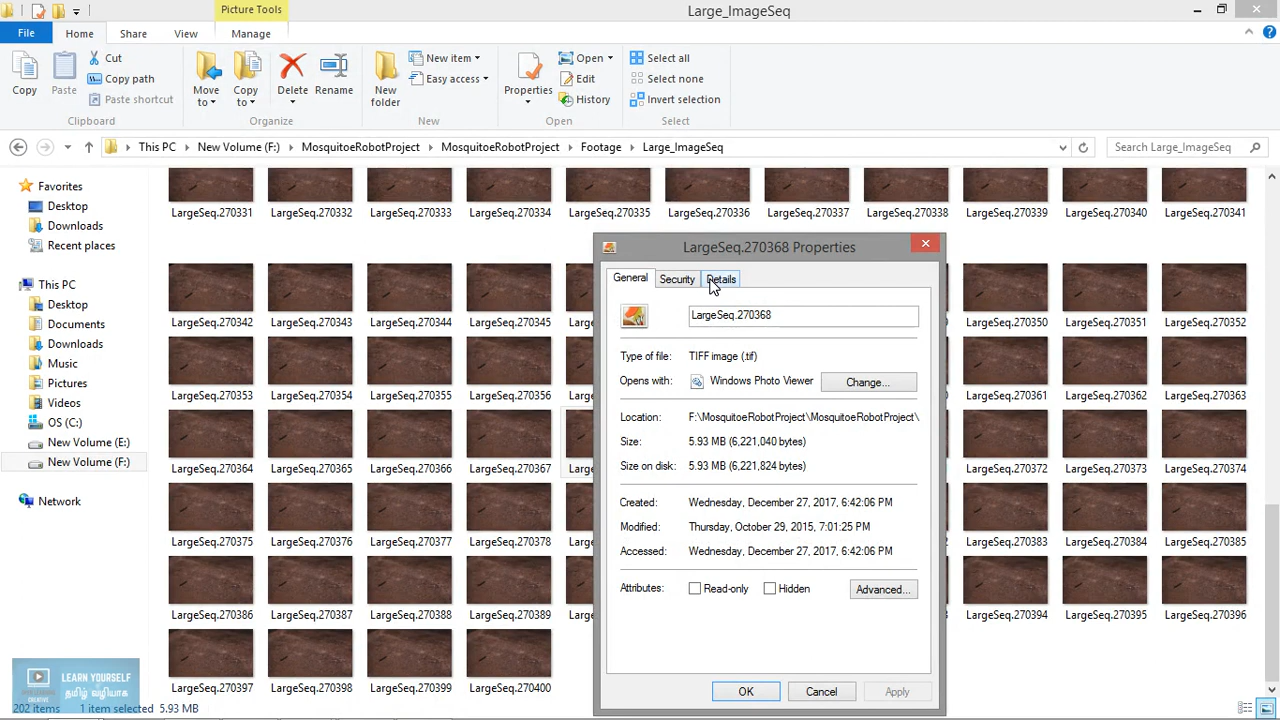 Picture Tools
Large_ImageSeq
File
Home
Share
View
Manage
Copy
Paste
Cut
Copy path
Paste shortcut
Move to
Copy to
Delete
Rename
New folder
New item
Easy access
Properties
Open
Edit
History
Select all
Select none
Invert selection
Clipboard
Organize
New
Open
Select
This PC
New Volume (F:)
MosquitoeRobotProject
MosquitoeRobotProject
Footage
Large_ImageSeq
Search Large_ImageSeq
Favorites
Desktop
Downloads
Recent places
This PC
Desktop
Documents
Downloads
Music
Pictures
Videos
OS (C:)
New Volume (E:)
New Volume (F:)
Network
LargeSeq.270331 LargeSeq.270332 LargeSeq.270333 LargeSeq.270334 LargeSeq.270335 LargeSeq.270336 LargeSeq.270337 LargeSeq.270338 LargeSeq.270339 LargeSeq.270340 LargeSeq.270341
LargeSeq.270342 LargeSeq.270343 LargeSeq.270344 LargeSeq.270345 LargeSeq.270350 LargeSeq.270351 LargeSeq.270352
LargeSeq.270353 LargeSeq.270354 LargeSeq.270355 LargeSeq.270356 LargeSeq.270361 LargeSeq.270362 LargeSeq.270363
LargeSeq.270364 LargeSeq.270365 LargeSeq.270366 LargeSeq.270367 LargeSeq.270372 LargeSeq.270373 LargeSeq.270374
LargeSeq.270375 LargeSeq.270376 LargeSeq.270377 LargeSeq.270378 LargeSeq.270383 LargeSeq.270384 LargeSeq.270385
LargeSeq.270386 LargeSeq.270387 LargeSeq.270388 LargeSeq.270389 LargeSeq.270394 LargeSeq.270395 LargeSeq.270396
LargeSeq.270397 LargeSeq.270398 LargeSeq.270399 LargeSeq.270400
LargeSeq.270368 Properties
General
Security
Details
LargeSeq.270368
Type of file: TIFF image (.tif)
Opens with: Windows Photo Viewer
Change...
Location: F:\MosquitoeRobotProject\MosquitoeRobotProject\
Size: 5.93 MB (6,221,040 bytes)
Size on disk: 5.93 MB (6,221,824 bytes)
Created: Wednesday, December 27, 2017, 6:42:06 PM
Modified: Thursday, October 29, 2015, 7:01:25 PM
Accessed: Wednesday, December 27, 2017, 6:42:06 PM
Attributes:
Read-only
Hidden
Advanced...
OK
Cancel
Apply
LEARN YOURSELF
தமிழ் வழியாக
CREATIVE
202 items
1 item selected 5.93 MB